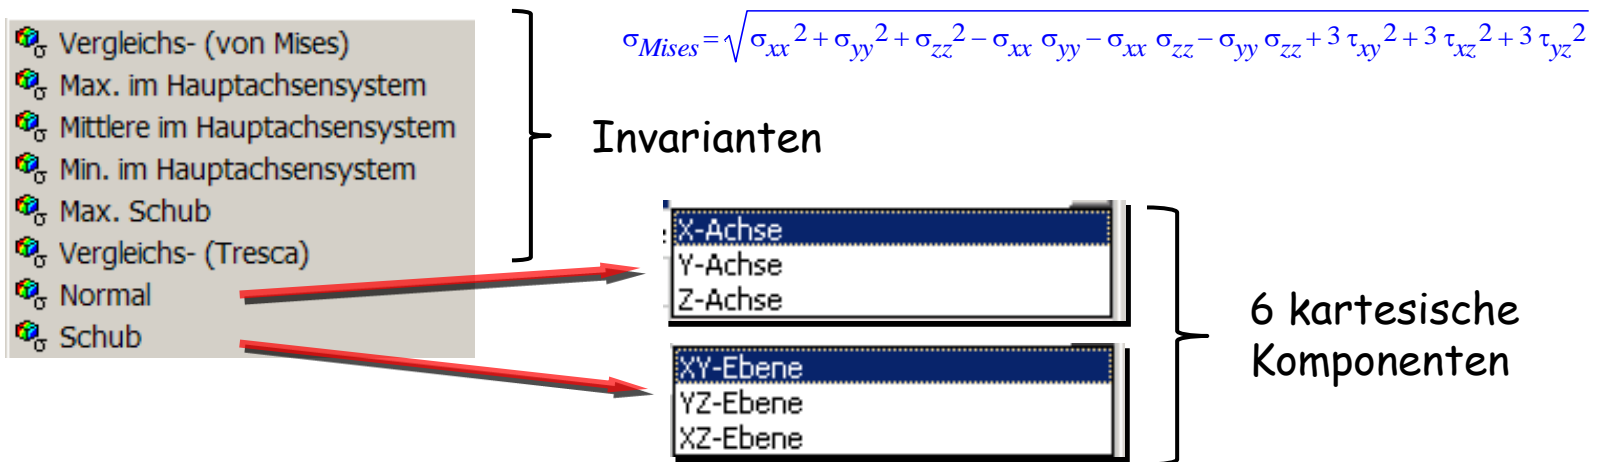 Vergleichs- (von Mises)
Max. im Hauptachsensystem
Mittlere im Hauptachsensystem
Min. im Hauptachsensystem
Max. Schub
Vergleichs- (Tresca)
Normal
Schub
σMises = √σxx² + σyy² + σzz² − σxx σyy − σxx σzz − σyy σzz + 3 τxy² + 3 τxz² + 3 τyz²
Invarianten
X-Achse
Y-Achse
Z-Achse
XY-Ebene
YZ-Ebene
XZ-Ebene
6 kartesische
Komponenten